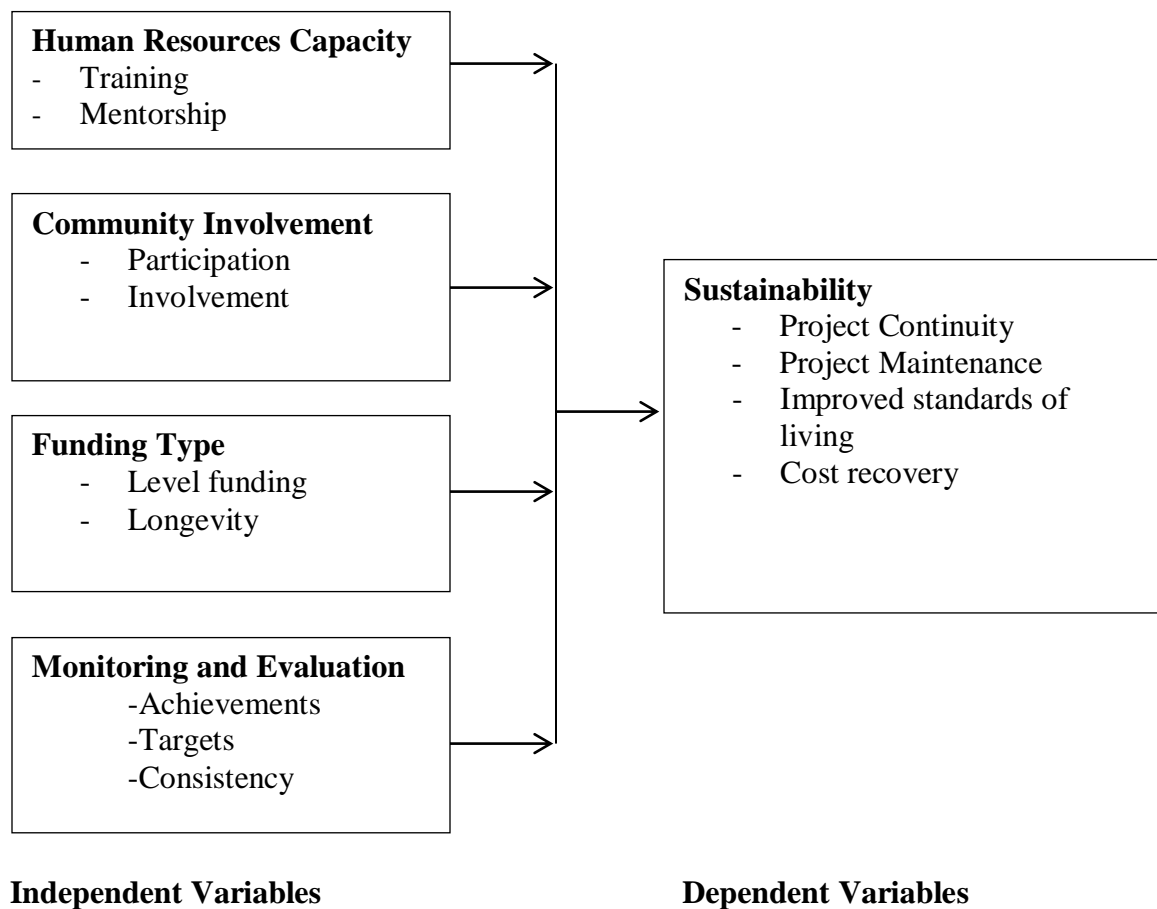 Human Resources Capacity
- Training
- Mentorship
Community Involvement
- Participation
- Involvement
Funding Type
- Level funding
- Longevity
Monitoring and Evaluation
-Achievements
-Targets
-Consistency
Sustainability
- Project Continuity
- Project Maintenance
- Improved standards of
living
- Cost recovery
Independent Variables
Dependent Variables